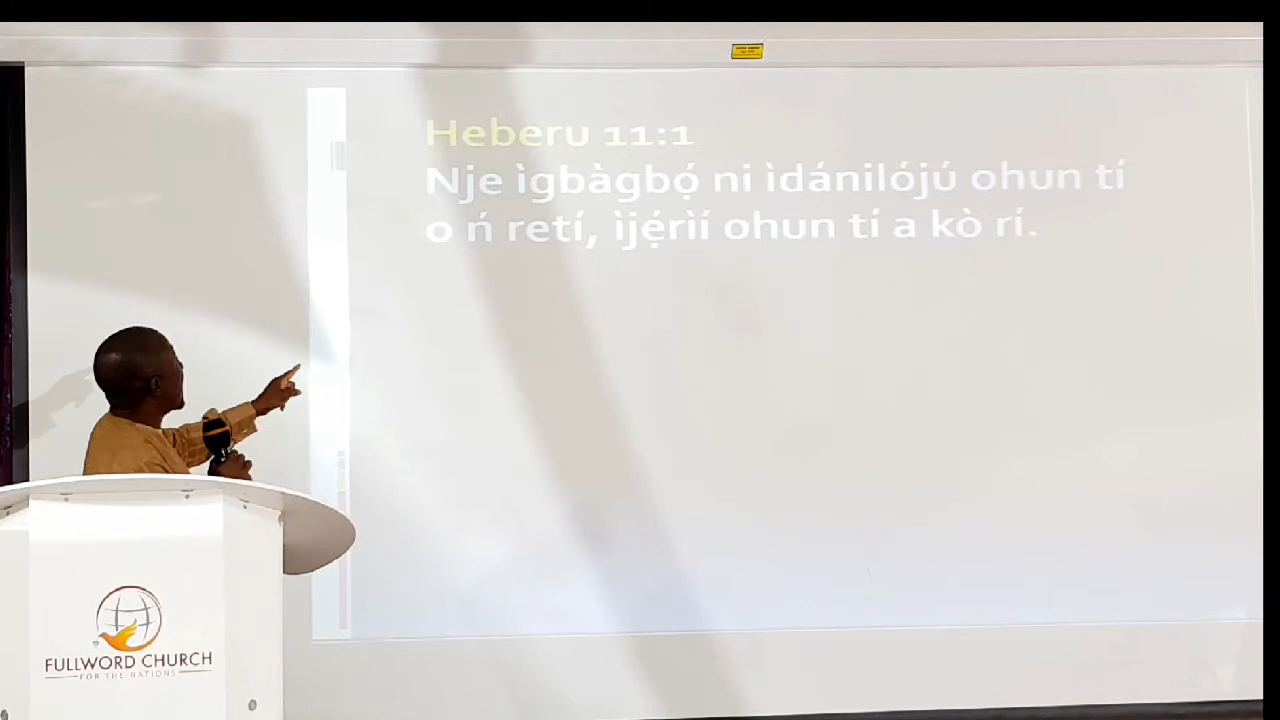 Heberu 11:1
Nje ìgbàgbọ́ ni ìdánilójú ohun tí
o ń retí, ìjẹ́rìí ohun tí a kò rí.
FULLWORD CHURCH
FOR THE NATIONS